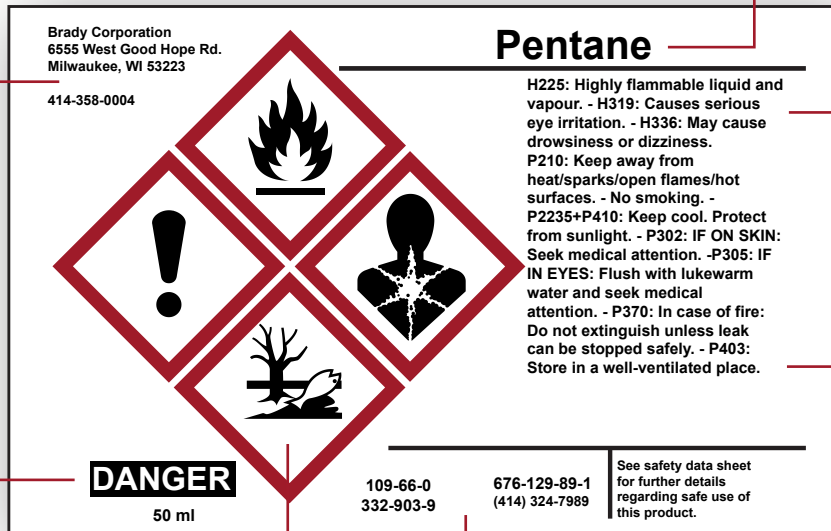 Brady Corporation
6555 West Good Hope Rd.
Milwaukee, WI 53223
414-358-0004
Pentane
H225: Highly flammable liquid and
vapour. - H319: Causes serious
eye irritation. - H336: May cause
drowsiness or dizziness.
P210: Keep away from
heat/sparks/open flames/hot
surfaces. - No smoking. -
P2235+P410: Keep cool. Protect
from sunlight. - P302: IF ON SKIN:
Seek medical attention. -P305: IF
IN EYES: Flush with lukewarm
water and seek medical
attention. - P370: In case of fire:
Do not extinguish unless leak
can be stopped safely. - P403:
Store in a well-ventilated place.
DANGER
50 ml
109-66-0
332-903-9
676-129-89-1
(414) 324-7989
See safety data sheet
for further details
regarding safe use of
this product.